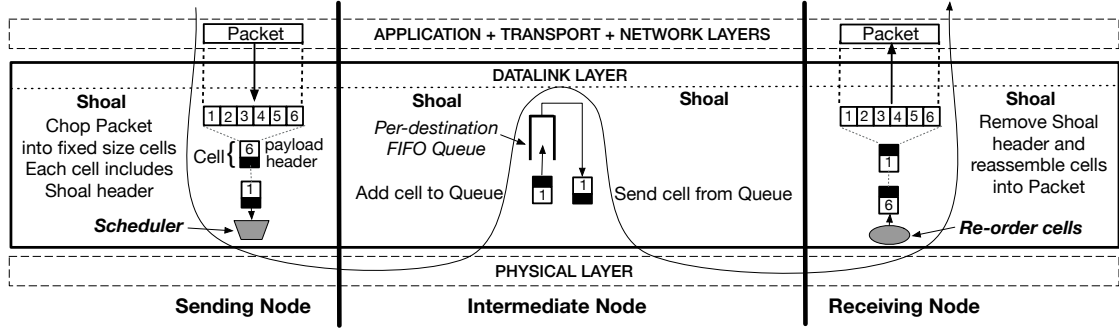 Packet
APPLICATION + TRANSPORT + NETWORK LAYERS
Packet
DATALINK LAYER
Shoal
Chop Packet
into fixed size cells
Each cell includes
Shoal header
1 2 3 4 5 6
Cell
6
payload
header
1
Scheduler
Shoal
Per-destination
FIFO Queue
Add cell to Queue
1
1
Shoal
Send cell from Queue
1 2 3 4 5 6
1
6
Shoal
Remove Shoal
header and
reassemble cells
into Packet
Re-order cells
PHYSICAL LAYER
Sending Node
Intermediate Node
Receiving Node